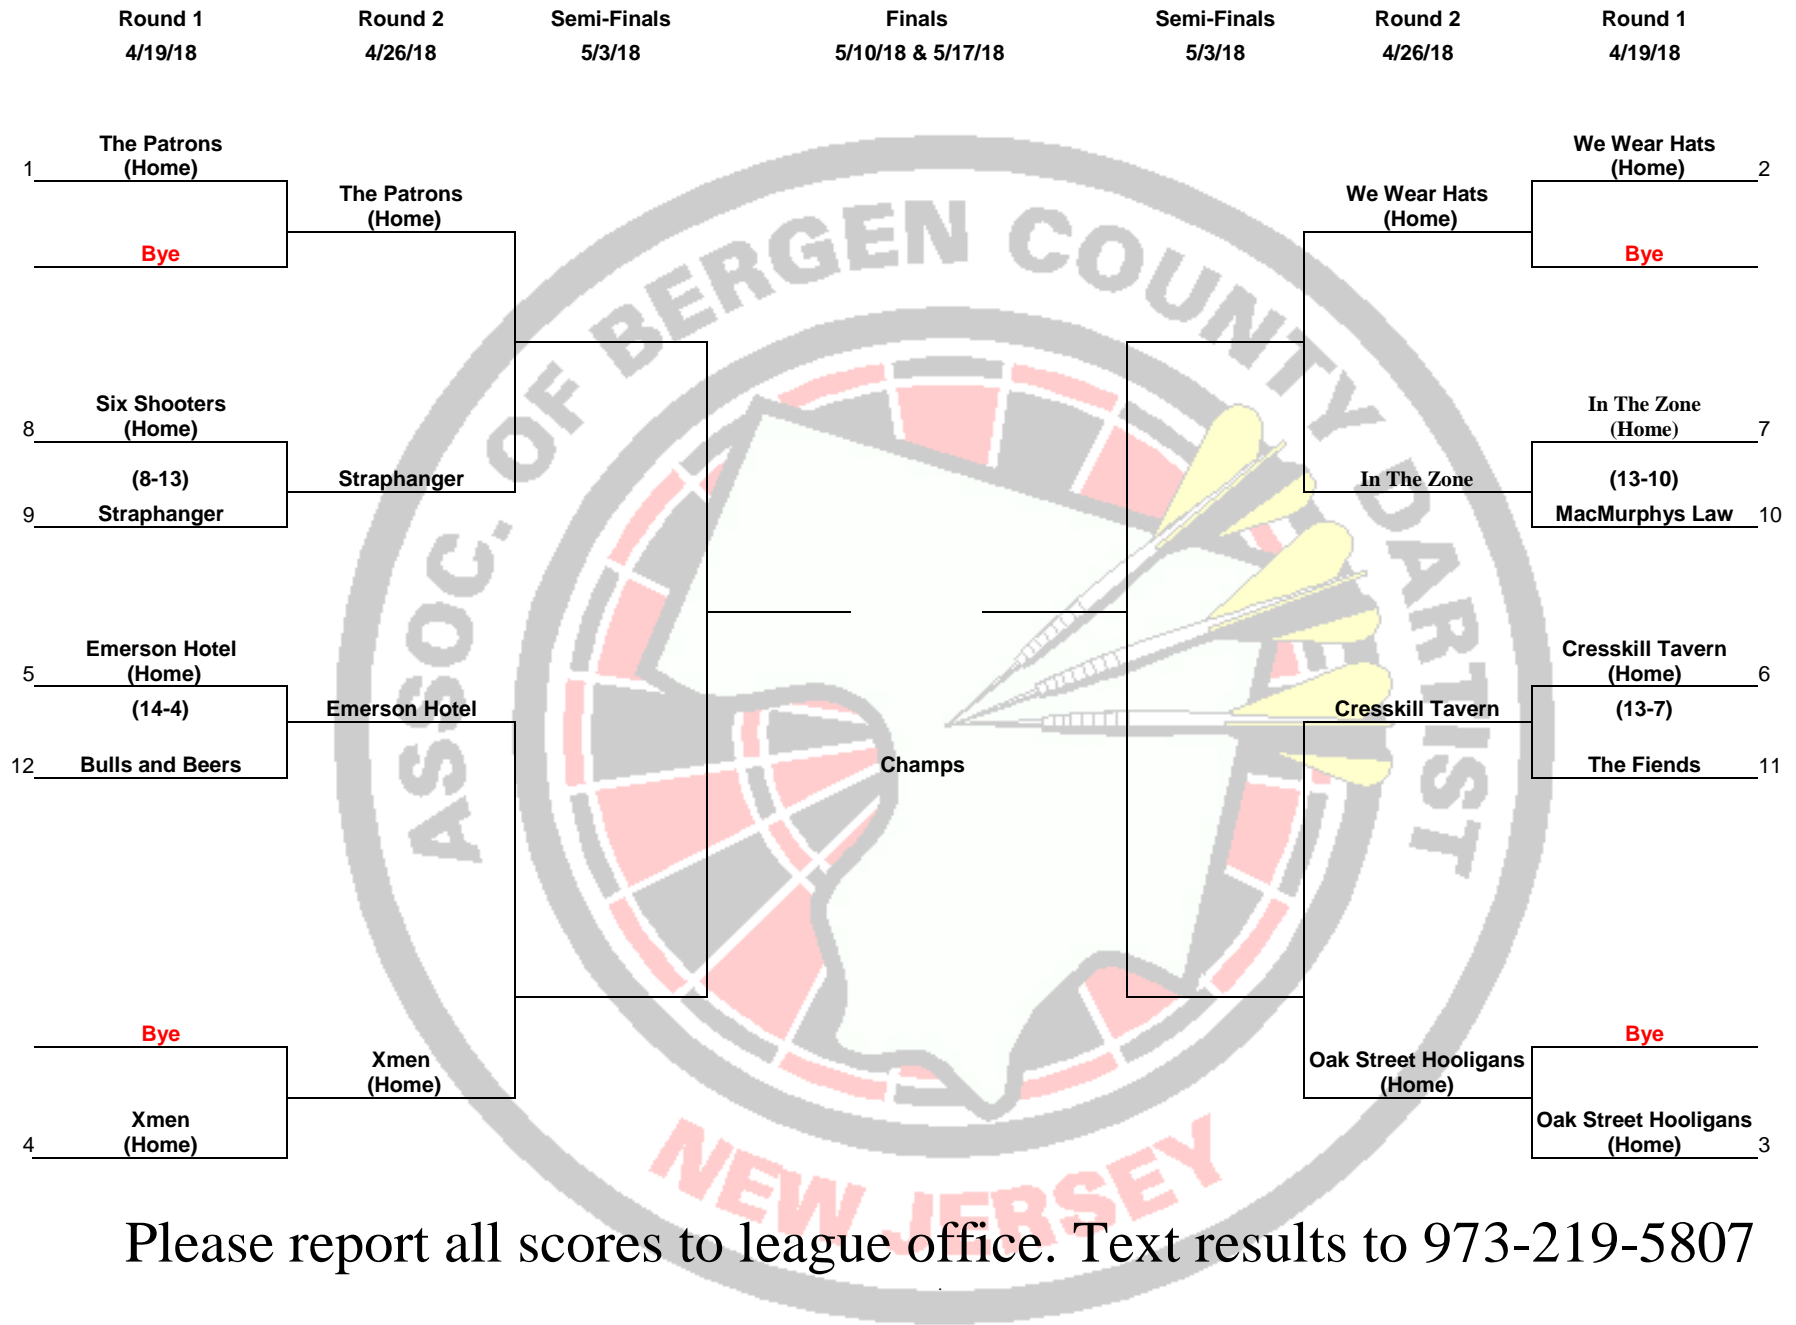 Round 1 Round 2 Semi-Finals Finals Semi-Finals Round 2 Round 1
4/19/18 4/26/18 5/3/18 5/10/18 & 5/17/18 5/3/18 4/26/18 4/19/18
The Patrons We Wear Hats
1 (Home) (Home) 2
The Patrons We Wear Hats
(Home) (Home)
Bye Bye
Six Shooters In The Zone
8 (Home) (Home) 7
(8-13) Straphanger In The Zone (13-10)
9 Straphanger MacMurphys Law 10
Emerson Hotel Cresskill Tavern
5 (Home) (Home) 6
(14-4) Emerson Hotel Cresskill Tavern (13-7)
12 Bulls and Beers Champs The Fiends 11
Bye Bye
Xmen Oak Street Hooligans
(Home) (Home)
Xmen Oak Street Hooligans
4 (Home) (Home) 3
ASSOC. OF BERGEN COUNTY DARTIST
NEW JERSEY
Please report all scores to league office. Text results to 973-219-5807